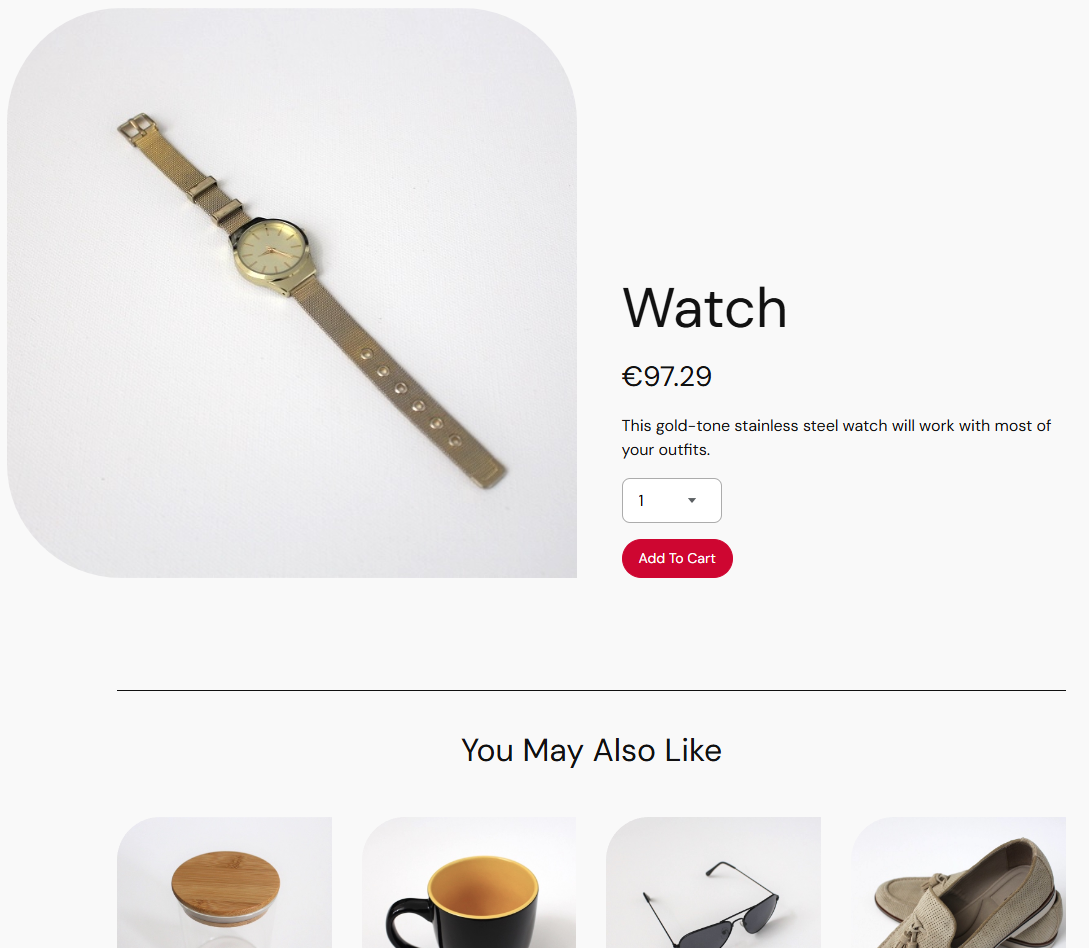 Watch
€97.29
This gold-tone stainless steel watch will work with most of
your outfits.
1
Add To Cart
You May Also Like